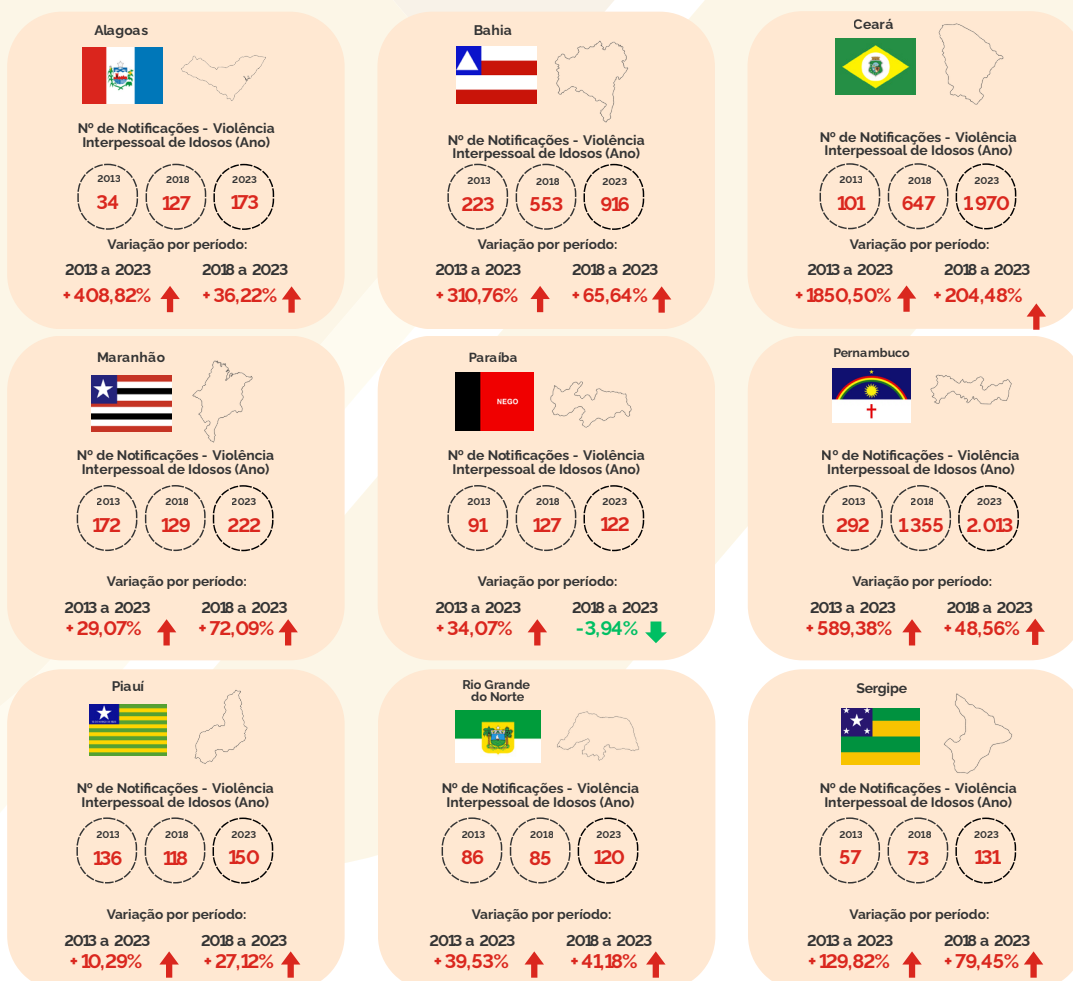 Alagoas
Nº de Notificações - Violência
Interpessoal de Idosos (Ano)
2013
34
2018
127
2023
173
Variação por período:
2013 a 2023
+ 408,82%
2018 a 2023
+ 36,22%
Bahia
Nº de Notificações - Violência
Interpessoal de Idosos (Ano)
2013
223
2018
553
2023
916
Variação por período:
2013 a 2023
+ 310,76%
2018 a 2023
+ 65,64%
Ceará
Nº de Notificações - Violência
Interpessoal de Idosos (Ano)
2013
101
2018
647
2023
1 970
Variação por período:
2013 a 2023
+ 1850,50%
2018 a 2023
+ 204,48%
Maranhão
Nº de Notificações - Violência
Interpessoal de Idosos (Ano)
2013
172
2018
129
2023
222
Variação por período:
2013 a 2023
+ 29,07%
2018 a 2023
+ 72,09%
Paraíba
NEGO
Nº de Notificações - Violência
Interpessoal de Idosos (Ano)
2013
91
2018
127
2023
122
Variação por período:
2013 a 2023
+ 34,07%
2018 a 2023
-3,94%
Pernambuco
Nº de Notificações - Violência
Interpessoal de Idosos (Ano)
2013
292
2018
1 355
2023
2.013
Variação por período:
2013 a 2023
+ 589,38%
2018 a 2023
+ 48,56%
Piauí
Nº de Notificações - Violência
Interpessoal de Idosos (Ano)
2013
136
2018
118
2023
150
Variação por período:
2013 a 2023
+ 10,29%
2018 a 2023
+ 27,12%
Rio Grande
do Norte
Nº de Notificações - Violência
Interpessoal de Idosos (Ano)
2013
86
2018
85
2023
120
Variação por período:
2013 a 2023
+ 39,53%
2018 a 2023
+ 41,18%
Sergipe
Nº de Notificações - Violência
Interpessoal de Idosos (Ano)
2013
57
2018
73
2023
131
Variação por período:
2013 a 2023
+ 129,82%
2018 a 2023
+ 79,45%